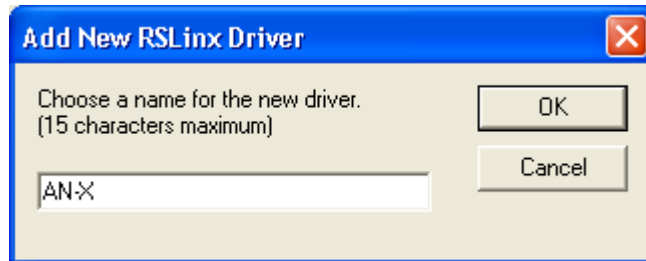 Add New RSLinx Driver
Choose a name for the new driver.
(15 characters maximum)
OK
Cancel
AN-X